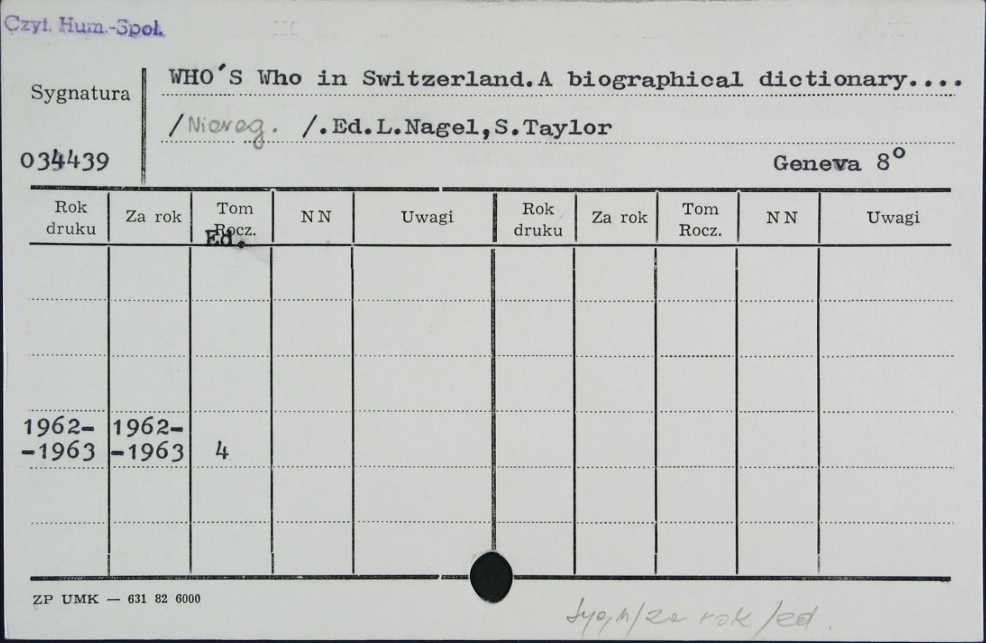 Czyt. Hum.-Społ.
WHO'S Who in Switzerland.A biographical dictionary....
Sygnatura
/Niereg. /.Ed.L.Nagel,S.Taylor
034439
Geneva 8°
Rok druku Za rok Tom Rocz. NN Uwagi Rok druku Za rok Tom Rocz. NN Uwagi
Ed.
1962- 1962-
-1963 -1963 4
ZP UMK — 631 82 6000
Sygn/za rok/ed.